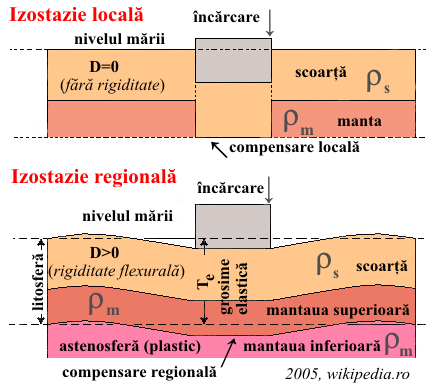 Izostazie locală
încărcare
nivelul mării
D=0
(fără rigiditate)
scoarță
ρs
ρm
manta
compensare locală
Izostazie regională
încărcare
nivelul mării
D>0
(rigiditate flexurală)
litosferă
Te
grosime
elastică
ρs
scoarță
ρm
mantaua superioară
astenosferă (plastic)
mantaua inferioară
ρm
compensare regională
2005, wikipedia.ro